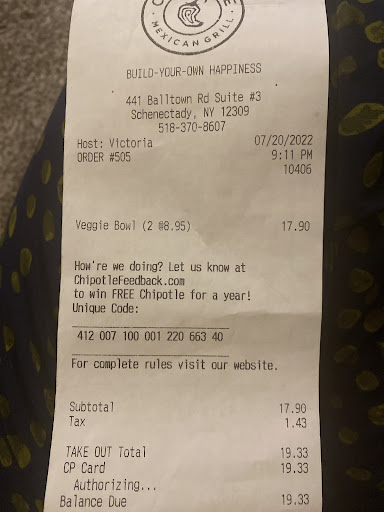 MEXICAN GRILL
BUILD-YOUR-OWN HAPPINESS
441 Balltown Rd Suite #3
Schenectady, NY 12309
518-370-8607
Host: Victoria 07/20/2022
ORDER #505 9:11 PM
10406
Veggie Bowl (2 @8.95) 17.90
How're we doing? Let us know at
ChipotleFeedback.com
to win FREE Chipotle for a year!
Unique Code:
412 007 100 001 220 663 40
For complete rules visit our website.
Subtotal 17.90
Tax 1.43
TAKE OUT Total 19.33
CP Card 19.33
Authorizing...
Balance Due 19.33